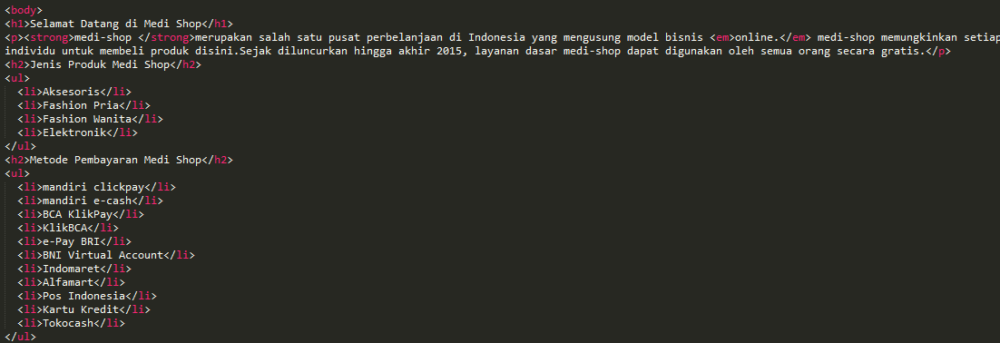 <body>
<h1>Selamat Datang di Medi Shop</h1>
<p><strong>medi-shop </strong>merupakan salah satu pusat perbelanjaan di Indonesia yang mengusung model bisnis <em>online.</em> medi-shop memungkinkan setiap
individu untuk membeli produk disini.Sejak diluncurkan hingga akhir 2015, layanan dasar medi-shop dapat digunakan oleh semua orang secara gratis.</p>
<h2>Jenis Produk Medi Shop</h2>
<ul>
  <li>Aksesoris</li>
  <li>Fashion Pria</li>
  <li>Fashion Wanita</li>
  <li>Elektronik</li>
</ul>
<h2>Metode Pembayaran Medi Shop</h2>
<ul>
  <li>mandiri clickpay</li>
  <li>mandiri e-cash</li>
  <li>BCA KlikPay</li>
  <li>KlikBCA</li>
  <li>e-Pay BRI</li>
  <li>BNI Virtual Account</li>
  <li>Indomaret</li>
  <li>Alfamart</li>
  <li>Pos Indonesia</li>
  <li>Kartu Kredit</li>
  <li>Tokocash</li>
</ul>